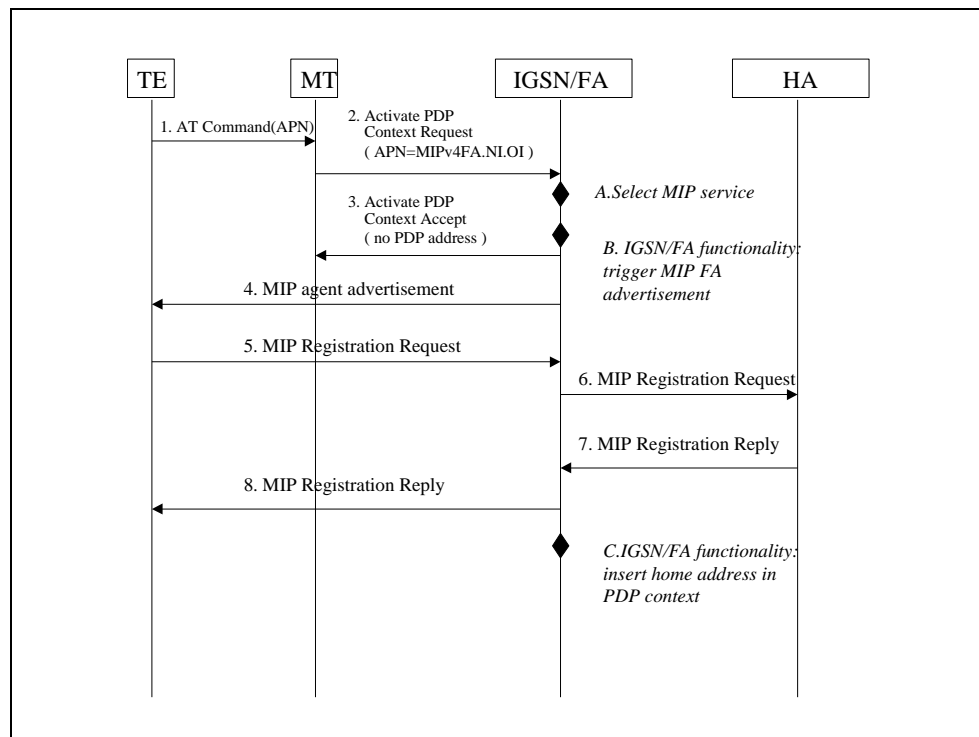 TE
MT
IGSN/FA
HA
1. AT Command(APN)
2. Activate PDP
Context Request
( APN=MIPv4FA.NI.OI )
A.Select MIP service
3. Activate PDP
Context Accept
( no PDP address )
B. IGSN/FA functionality:
trigger MIP FA
advertisement
4. MIP agent advertisement
5. MIP Registration Request
6. MIP Registration Request
7. MIP Registration Reply
8. MIP Registration Reply
C.IGSN/FA functionality:
insert home address in
PDP context